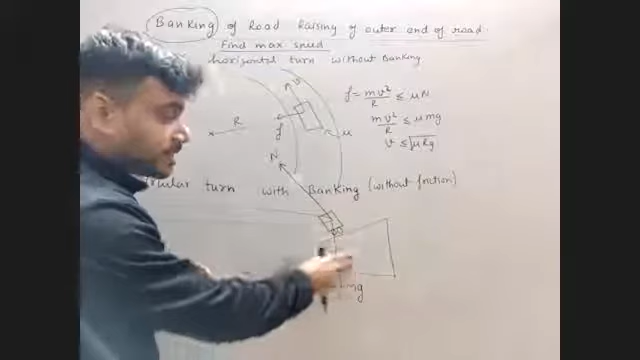 Banking of Road Raising of outer end of road.
Find max speed
horizontal turn without Banking
v
R
f
μ
f = mv²/R ≤ μN
mv²/R ≤ μmg
v ≤ √μRg
N
turn with Banking (without friction)
mg